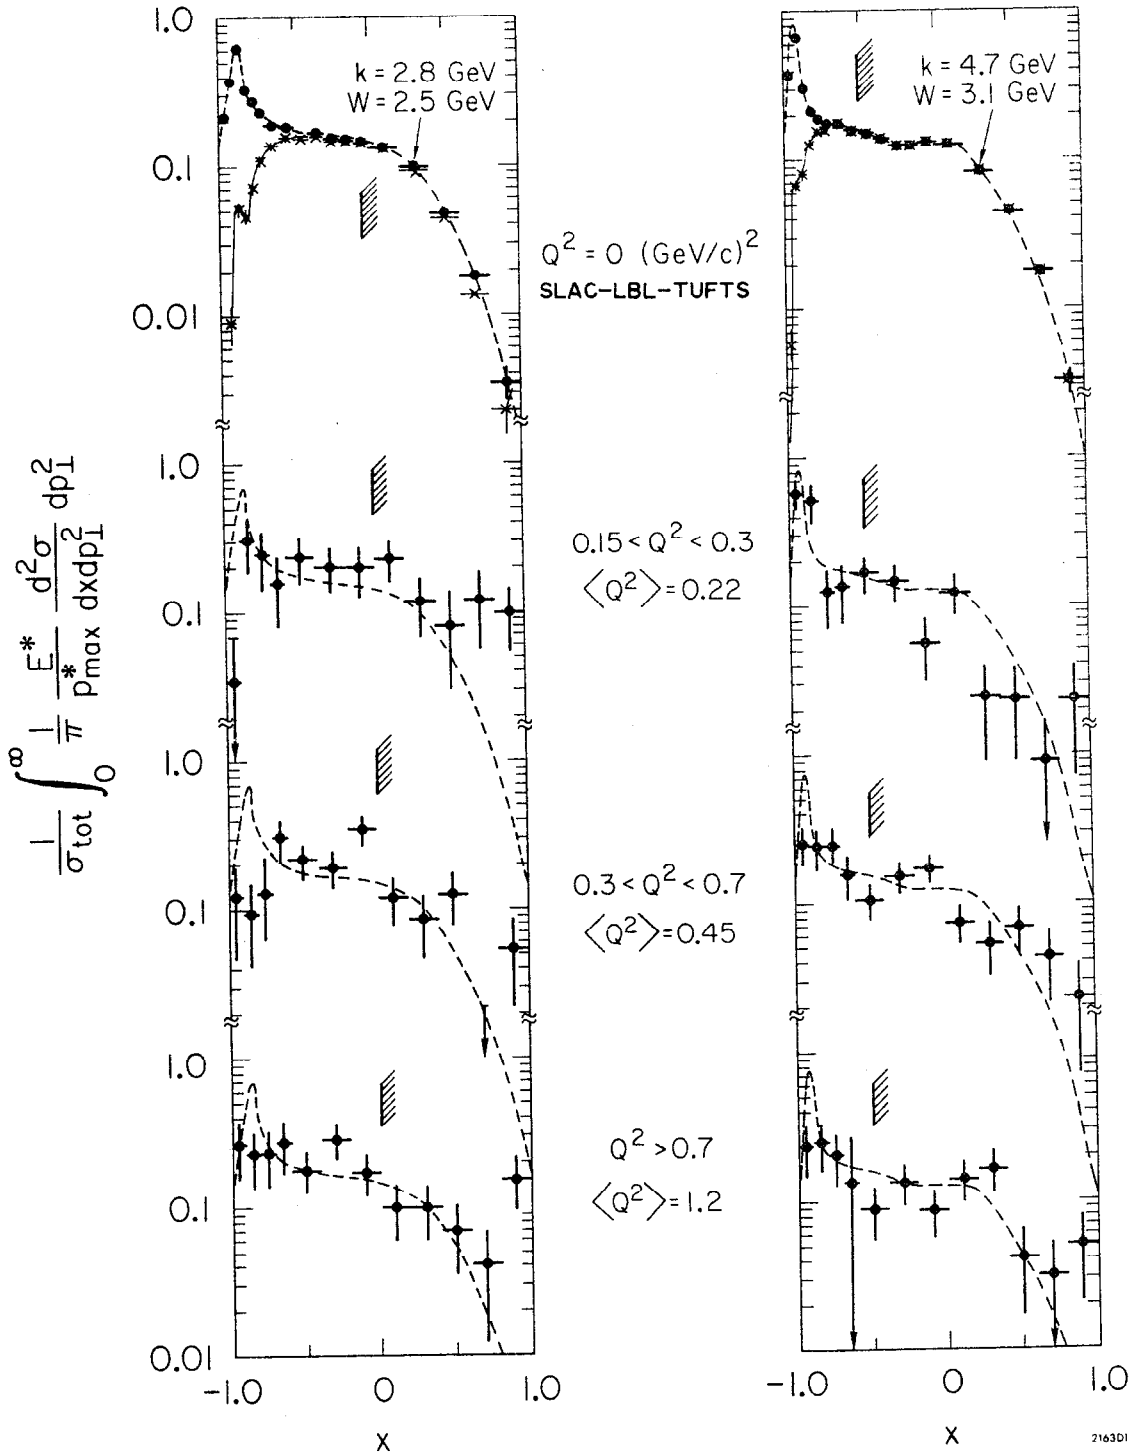 1.0
0.1
0.01
1.0
0.1
1.0
0.1
1.0
0.1
0.01
k = 2.8 GeV
W = 2.5 GeV
k = 4.7 GeV
W = 3.1 GeV
Q² = 0 (GeV/c)²
SLAC-LBL-TUFTS
0.15 < Q² < 0.3
⟨Q²⟩ = 0.22
0.3 < Q² < 0.7
⟨Q²⟩ = 0.45
Q² > 0.7
⟨Q²⟩ = 1.2
1/σtot ∫₀^∞ 1/π E*/p*max d²σ/dxdp⊥² dp⊥²
-1.0 0 1.0
X
-1.0 0 1.0
X
2163D1